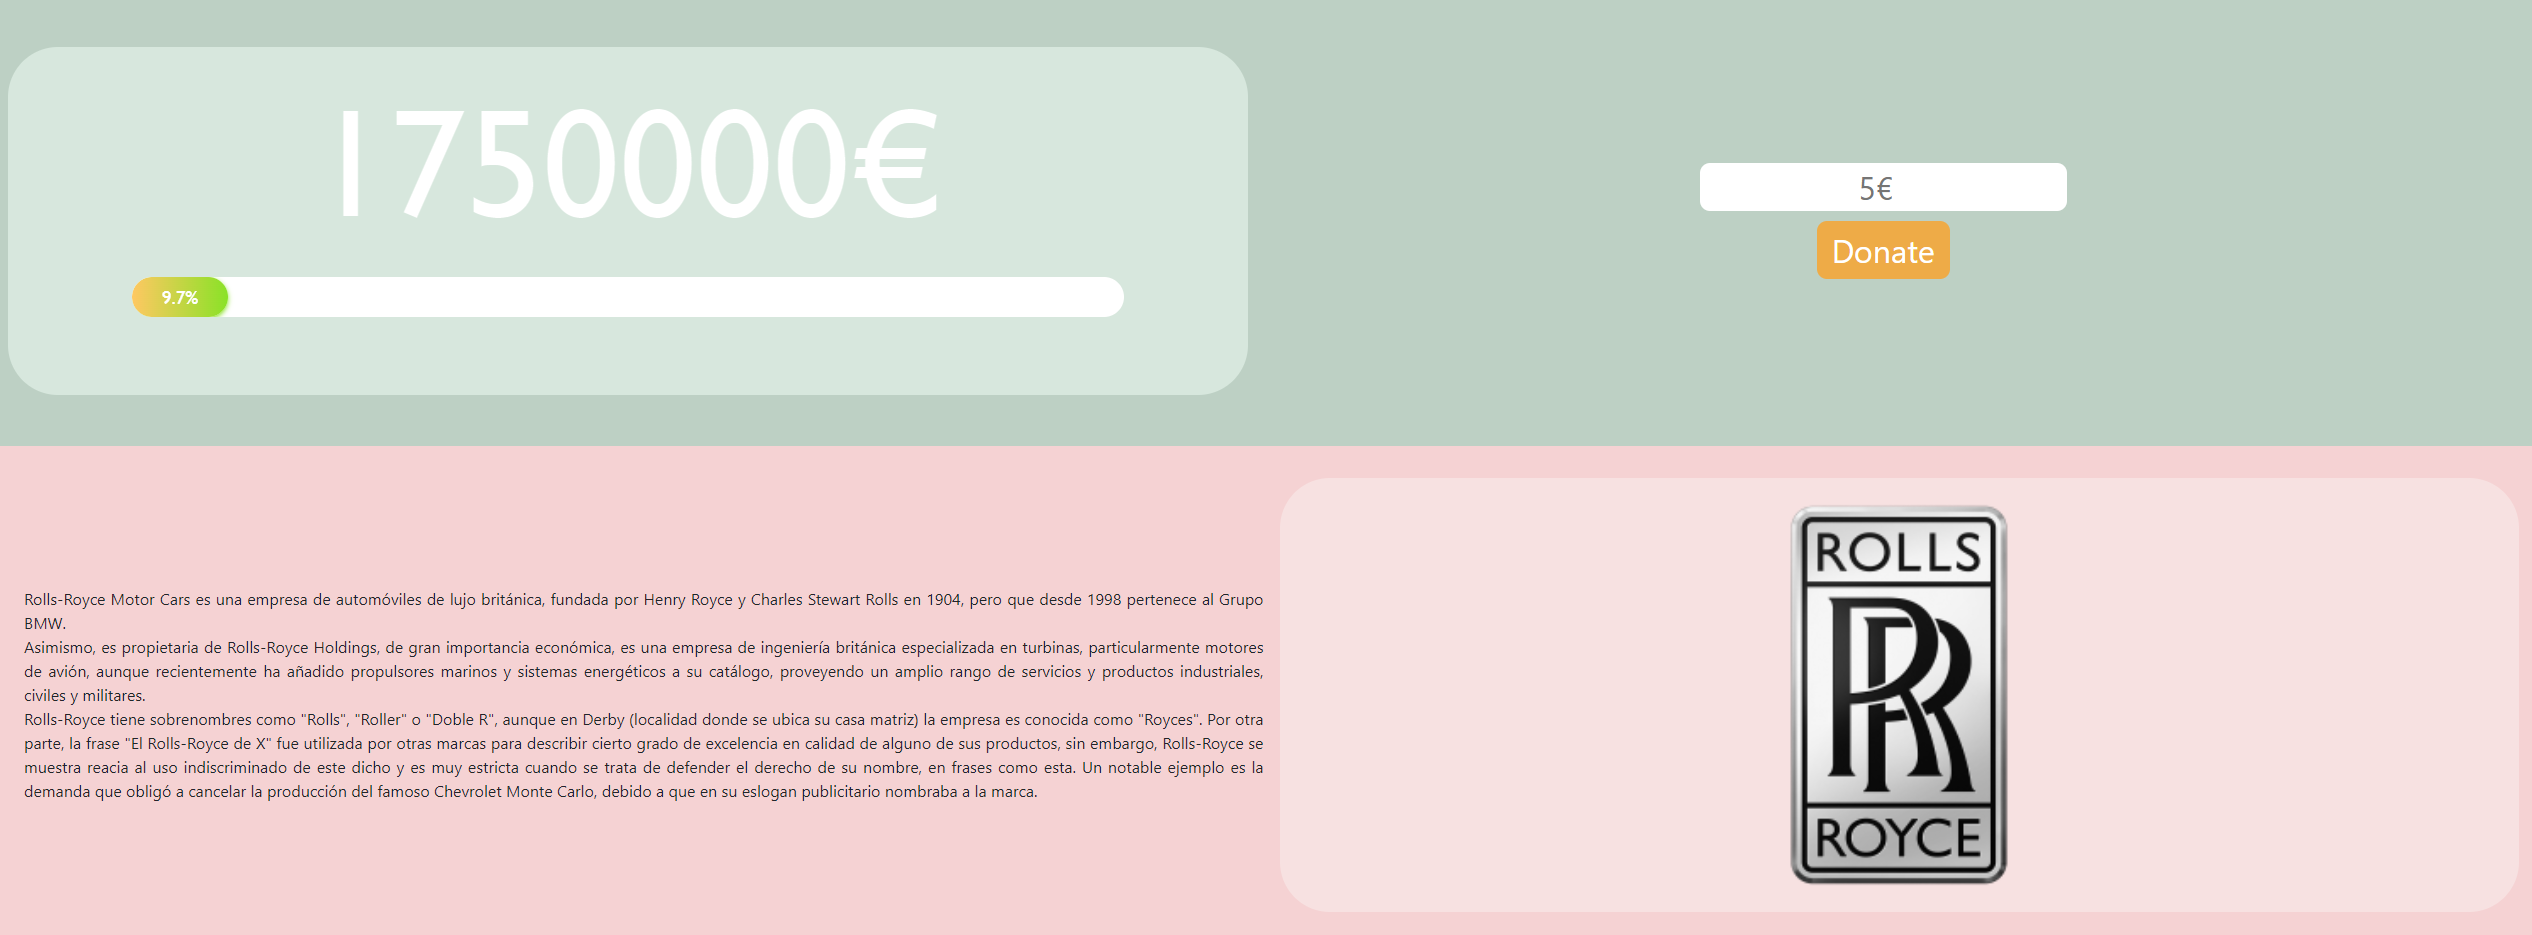 1750000€
9.7%
5€
Donate
Rolls-Royce Motor Cars es una empresa de automóviles de lujo británica, fundada por Henry Royce y Charles Stewart Rolls en 1904, pero que desde 1998 pertenece al Grupo
BMW.
Asimismo, es propietaria de Rolls-Royce Holdings, de gran importancia económica, es una empresa de ingeniería británica especializada en turbinas, particularmente motores
de avión, aunque recientemente ha añadido propulsores marinos y sistemas energéticos a su catálogo, proveyendo un amplio rango de servicios y productos industriales,
civiles y militares.
Rolls-Royce tiene sobrenombres como "Rolls", "Roller" o "Doble R", aunque en Derby (localidad donde se ubica su casa matriz) la empresa es conocida como "Royces". Por otra
parte, la frase "El Rolls-Royce de X" fue utilizada por otras marcas para describir cierto grado de excelencia en calidad de alguno de sus productos, sin embargo, Rolls-Royce se
muestra reacia al uso indiscriminado de este dicho y es muy estricta cuando se trata de defender el derecho de su nombre, en frases como esta. Un notable ejemplo es la
demanda que obligó a cancelar la producción del famoso Chevrolet Monte Carlo, debido a que en su eslogan publicitario nombraba a la marca.
ROLLS
RR
ROYCE